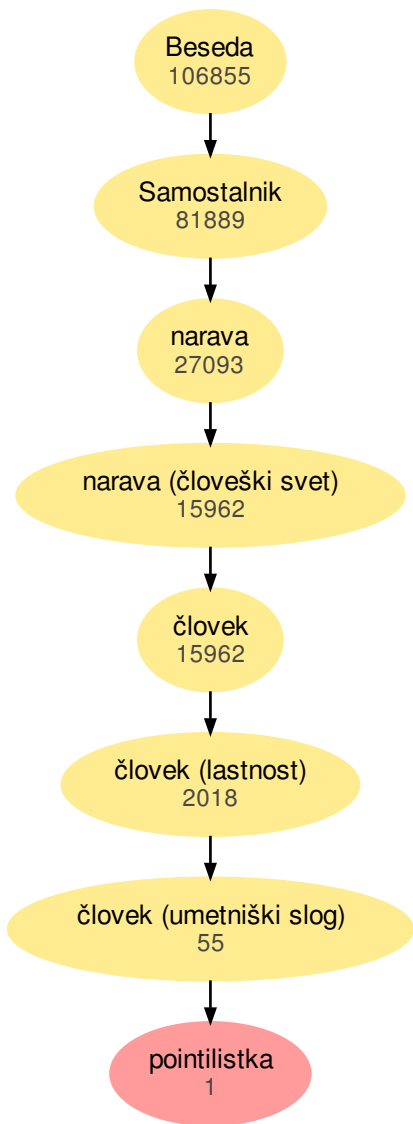 Beseda
106855
Samostalnik
81889
narava
27093
narava (človeški svet)
15962
človek
15962
človek (lastnost)
2018
človek (umetniški slog)
55
pointilistka
1